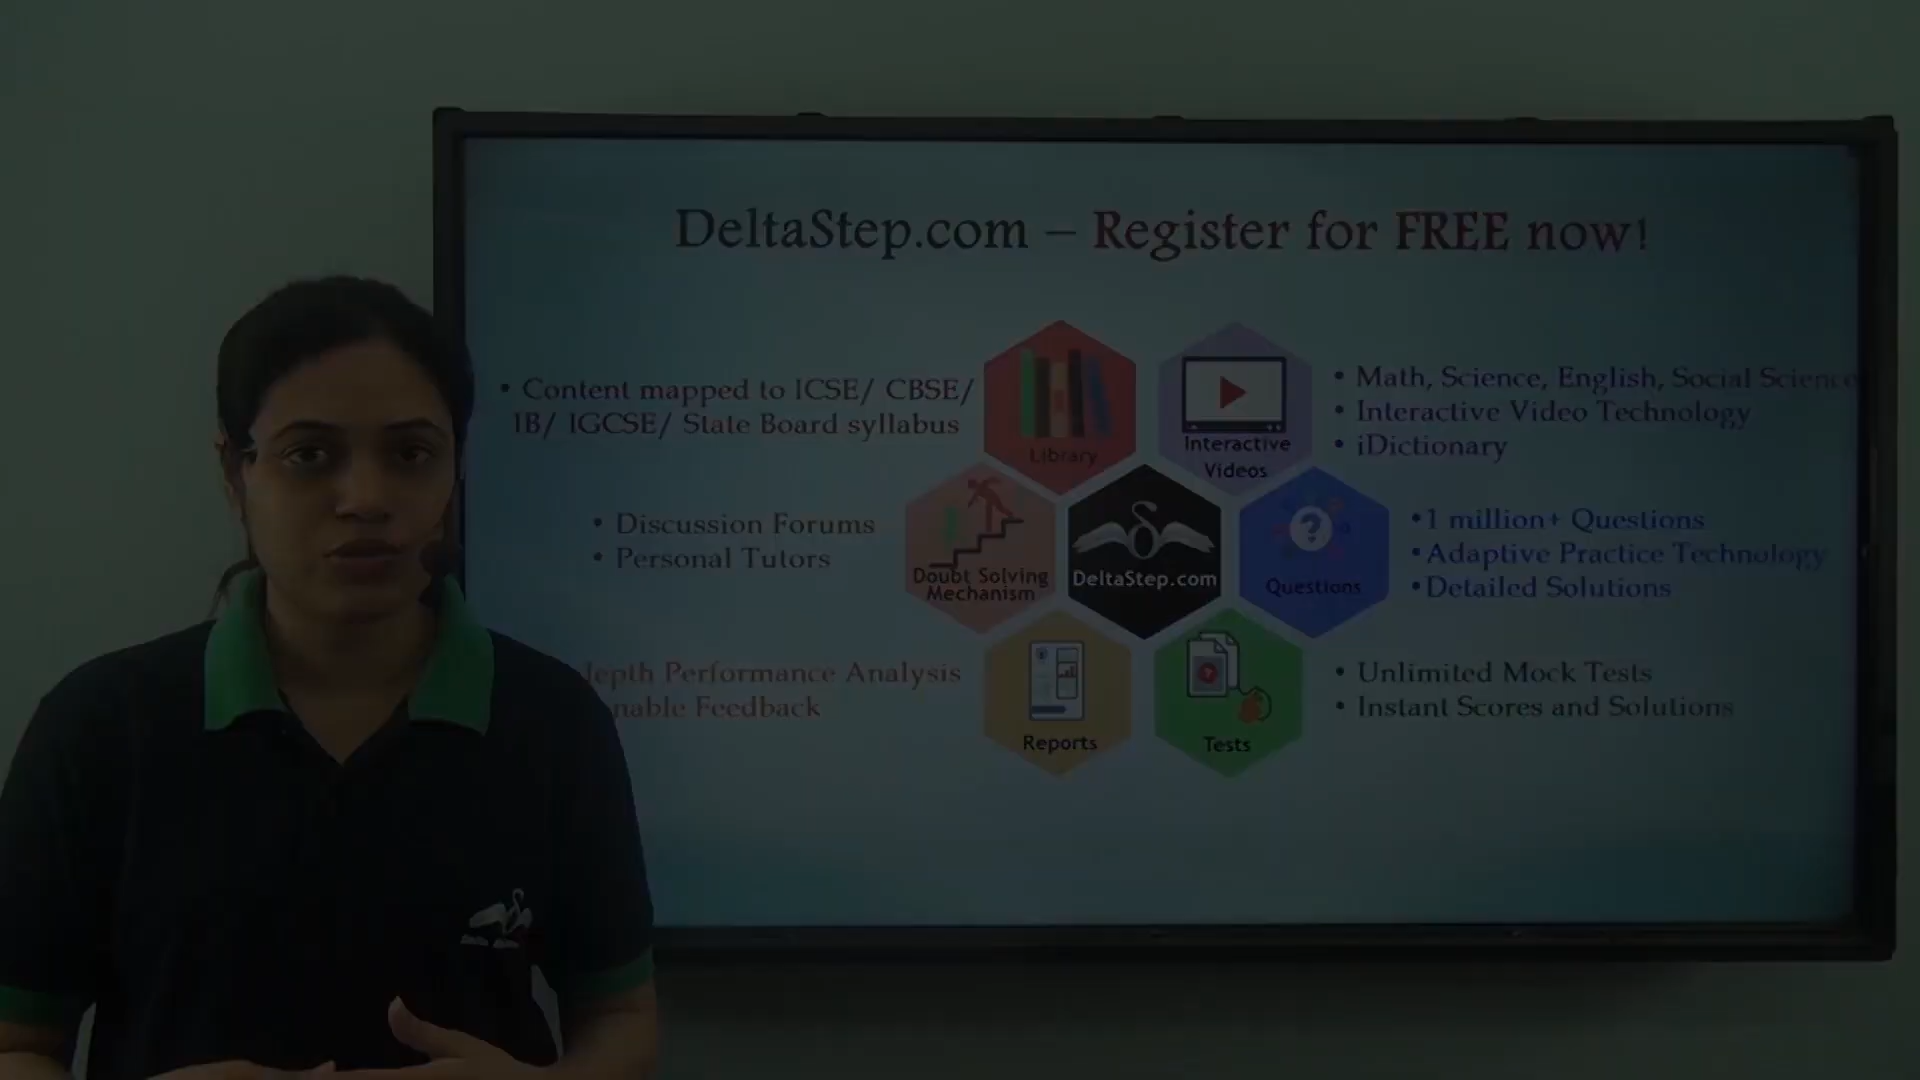 DeltaStep.com – Register for FREE now!
• Content mapped to ICSE/ CBSE/
IB/ IGCSE/ State Board syllabus
Library
Interactive
Videos
• Math, Science, English, Social Science
• Interactive Video Technology
• iDictionary
• Discussion Forums
• Personal Tutors
Doubt Solving
Mechanism
DeltaStep.com
Questions
•1 million+ Questions
•Adaptive Practice Technology
•Detailed Solutions
depth Performance Analysis
nable Feedback
Reports
Tests
• Unlimited Mock Tests
• Instant Scores and Solutions